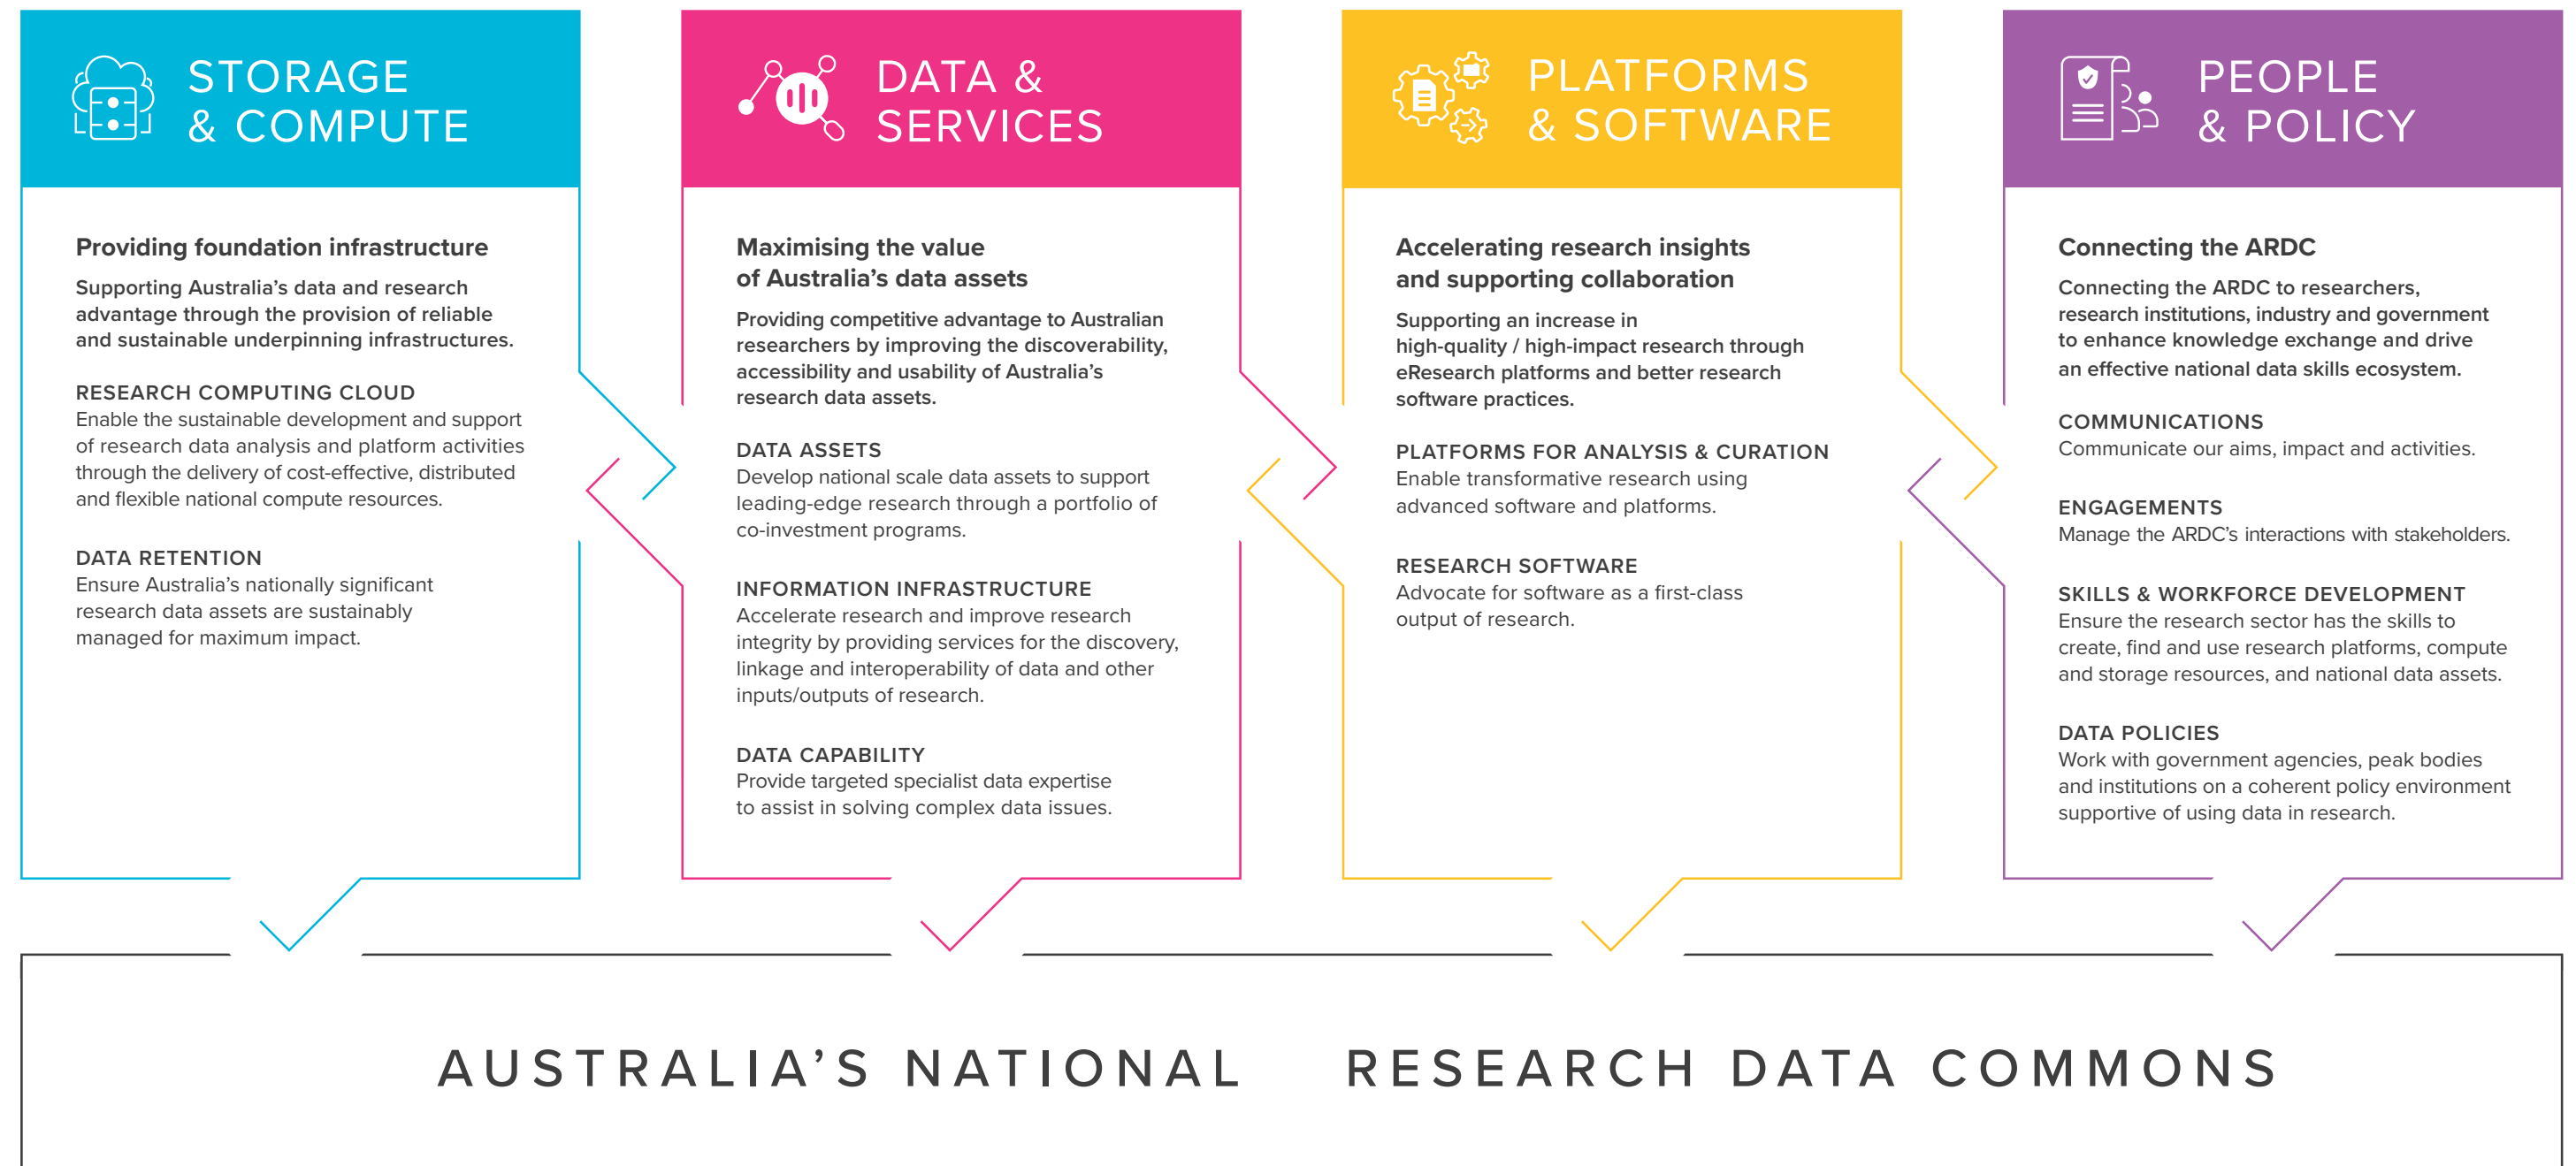 STORAGE
& COMPUTE
Providing foundation infrastructure
Supporting Australia's data and research
advantage through the provision of reliable
and sustainable underpinning infrastructures.
RESEARCH COMPUTING CLOUD
Enable the sustainable development and support
of research data analysis and platform activities
through the delivery of cost-effective, distributed
and flexible national compute resources.
DATA RETENTION
Ensure Australia's nationally significant
research data assets are sustainably
managed for maximum impact.
DATA &
SERVICES
Maximising the value
of Australia's data assets
Providing competitive advantage to Australian
researchers by improving the discoverability,
accessibility and usability of Australia's
research data assets.
DATA ASSETS
Develop national scale data assets to support
leading-edge research through a portfolio of
co-investment programs.
INFORMATION INFRASTRUCTURE
Accelerate research and improve research
integrity by providing services for the discovery,
linkage and interoperability of data and other
inputs/outputs of research.
DATA CAPABILITY
Provide targeted specialist data expertise
to assist in solving complex data issues.
PLATFORMS
& SOFTWARE
Accelerating research insights
and supporting collaboration
Supporting an increase in
high-quality / high-impact research through
eResearch platforms and better research
software practices.
PLATFORMS FOR ANALYSIS & CURATION
Enable transformative research using
advanced software and platforms.
RESEARCH SOFTWARE
Advocate for software as a first-class
output of research.
PEOPLE
& POLICY
Connecting the ARDC
Connecting the ARDC to researchers,
research institutions, industry and government
to enhance knowledge exchange and drive
an effective national data skills ecosystem.
COMMUNICATIONS
Communicate our aims, impact and activities.
ENGAGEMENTS
Manage the ARDC's interactions with stakeholders.
SKILLS & WORKFORCE DEVELOPMENT
Ensure the research sector has the skills to
create, find and use research platforms, compute
and storage resources, and national data assets.
DATA POLICIES
Work with government agencies, peak bodies
and institutions on a coherent policy environment
supportive of using data in research.
AUSTRALIA'S NATIONAL RESEARCH DATA COMMONS